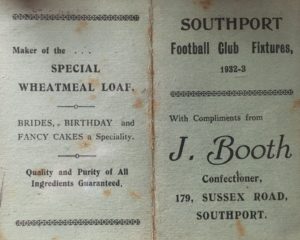 Maker of the . . .
SPECIAL
WHEATMEAL LOAF.
BRIDES, BIRTHDAY and
FANCY CAKES a Speciality.
Quality and Purity of All
Ingredients Guaranteed.
SOUTHPORT
Football Club Fixtures,
1932-3
With Compliments from
J. Booth
Confectioner,
179, SUSSEX ROAD,
SOUTHPORT.